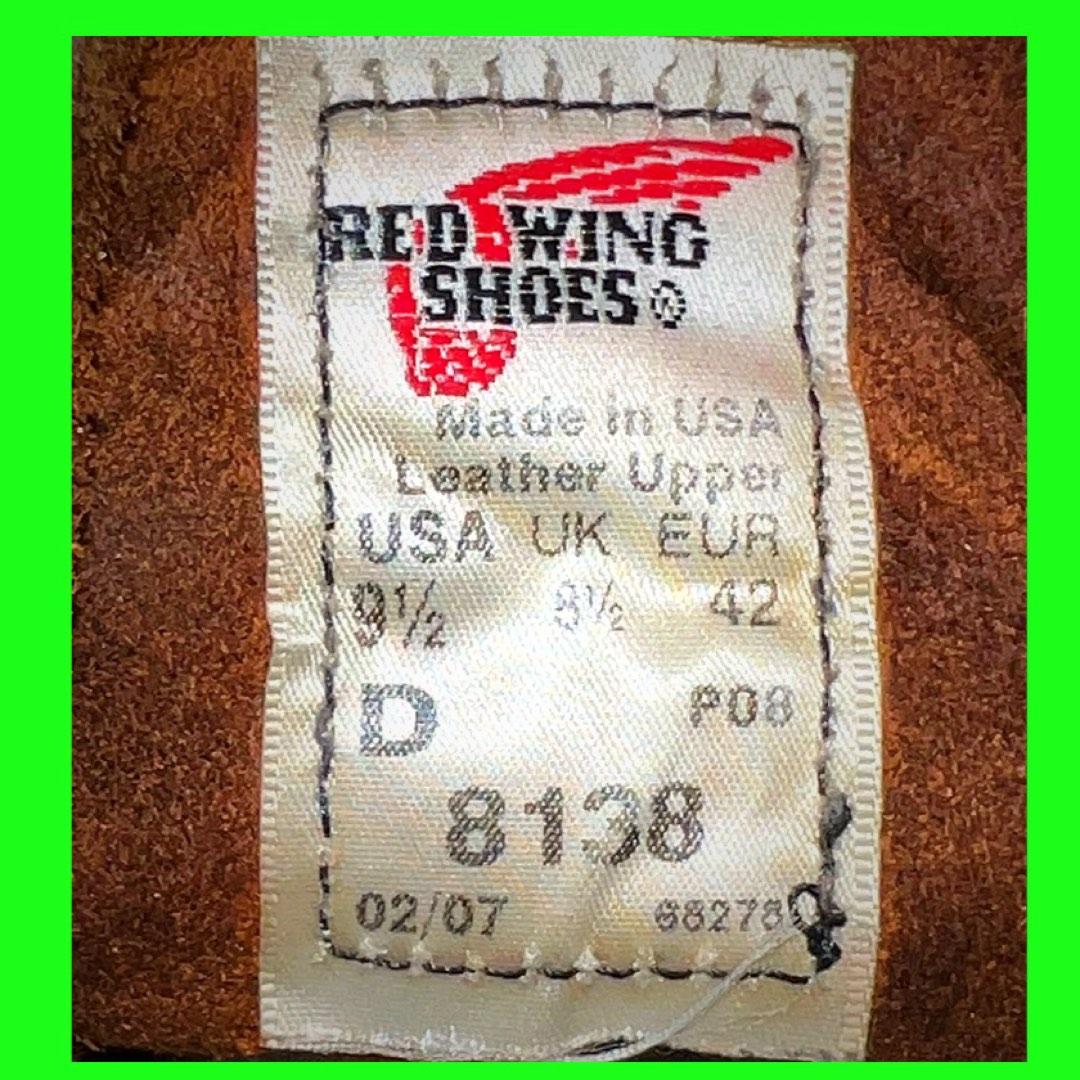 RED WING
SHOES®
Made in USA
Leather Upper
USA UK EUR
9½ 8½ 42
D P08
8138
02/07